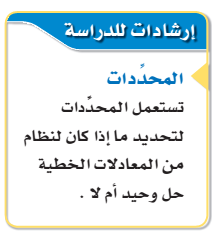 إرشادات للدراسة
المحدِّدات
تستعمل المحدِّدات
لتحديد ما إذا كان لنظام
من المعادلات الخطية
حل وحيد أم لا .